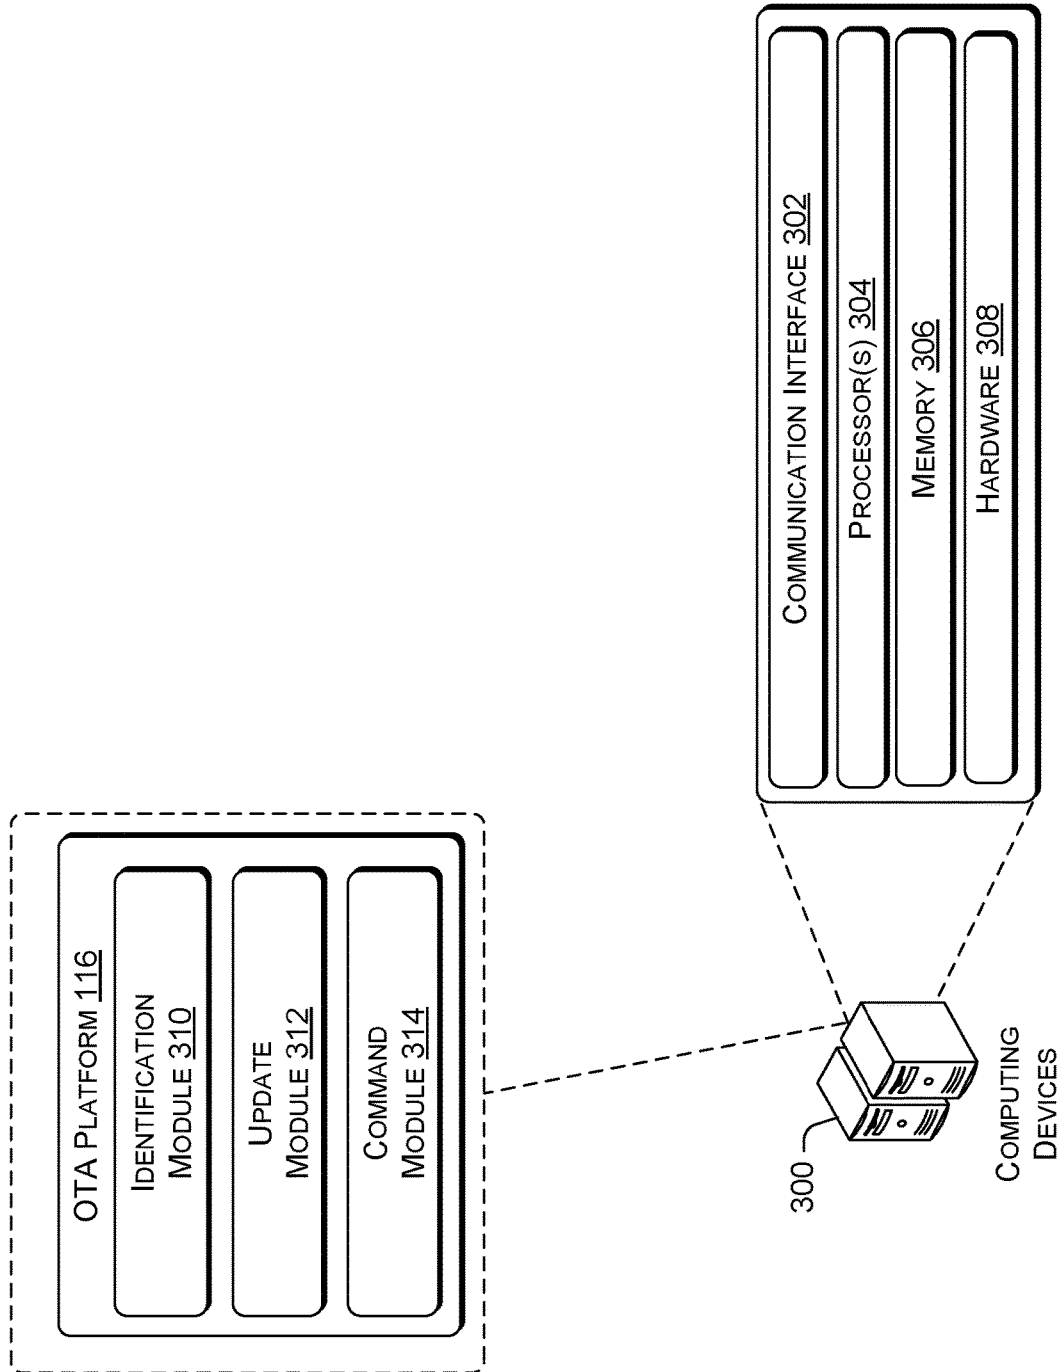 OTA PLATFORM 116
IDENTIFICATION
MODULE 310
UPDATE
MODULE 312
COMMAND
MODULE 314
300
COMPUTING
DEVICES
COMMUNICATION INTERFACE 302
PROCESSOR(S) 304
MEMORY 306
HARDWARE 308